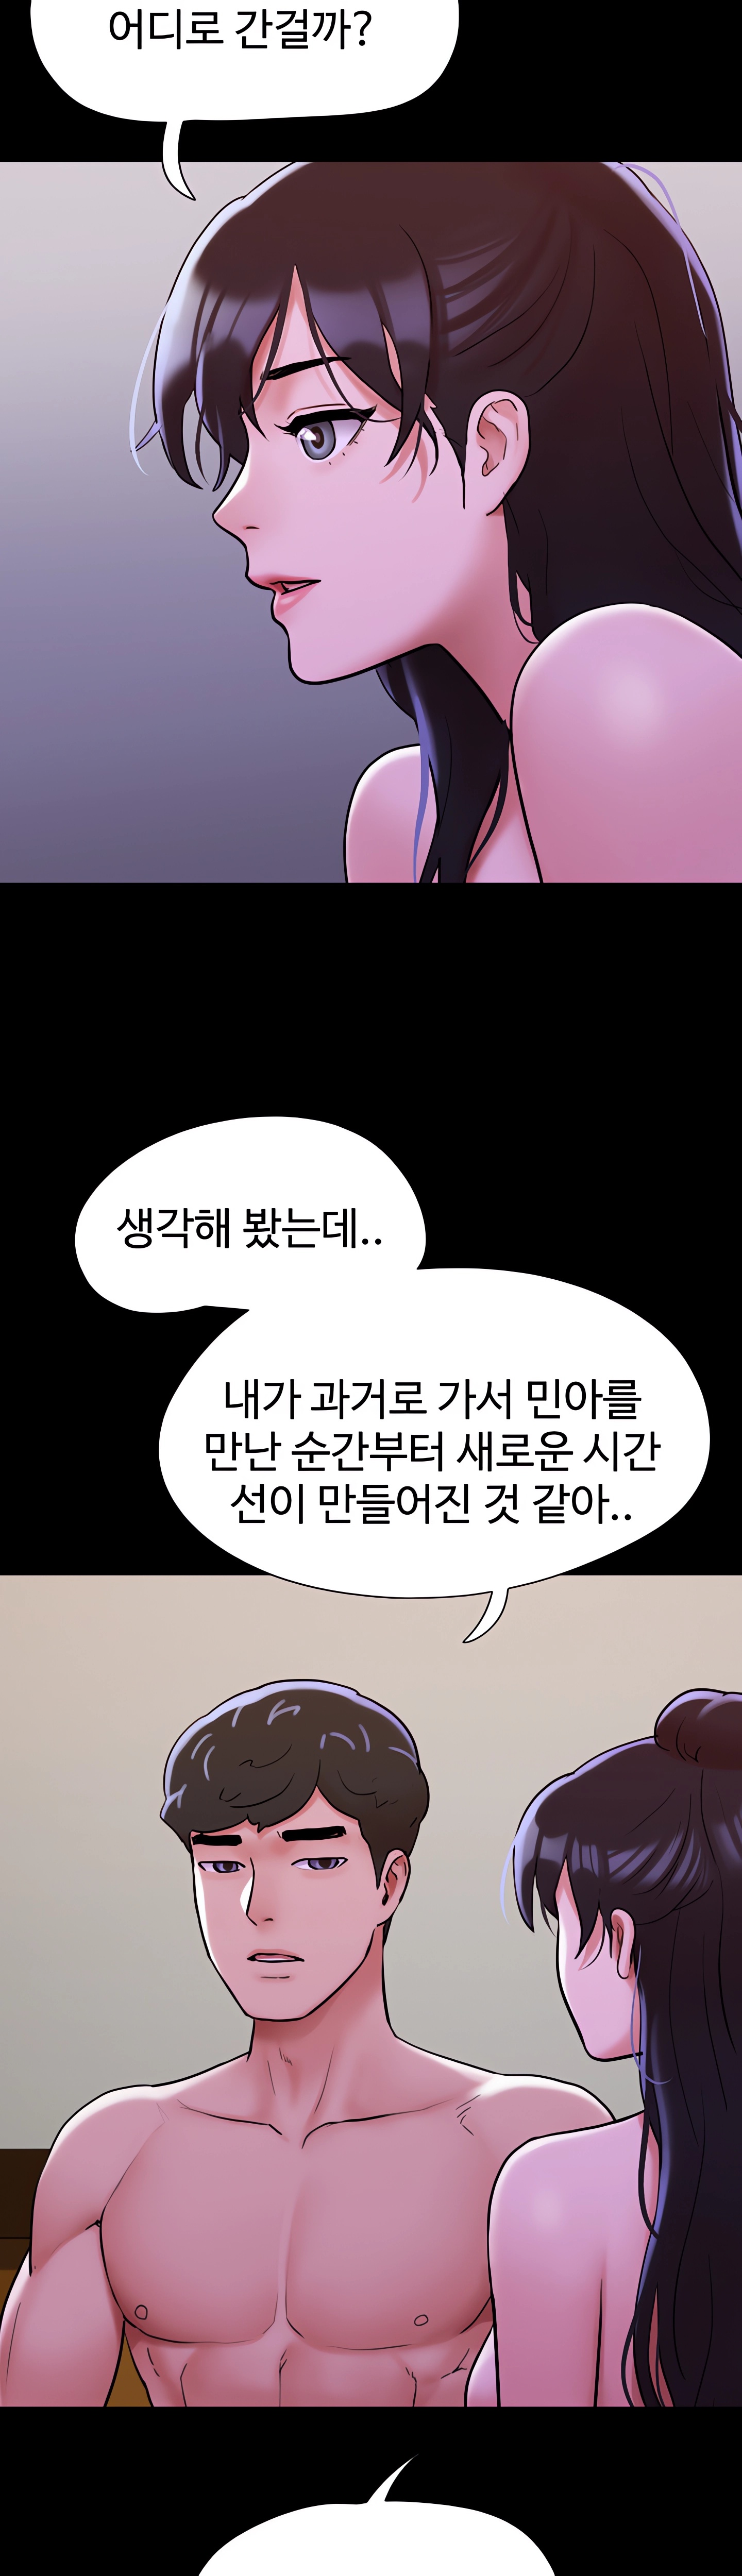 어디로 간걸까?
생각해 봤는데..
내가 과거로 가서 민아를
만난 순간부터 새로운 시간
선이 만들어진 것 같아..